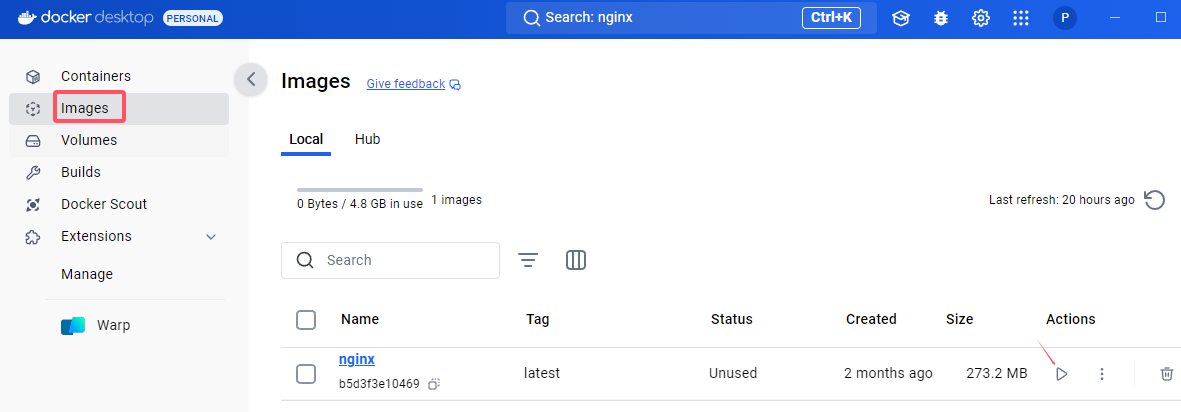 docker desktop PERSONAL Search: nginx Ctrl+K P
Containers
Images
Volumes
Builds
Docker Scout
Extensions
Manage
Warp
Images Give feedback
Local Hub
0 Bytes / 4.8 GB in use 1 images
Last refresh: 20 hours ago
Search
Name Tag Status Created Size Actions
nginx
b5d3f3e10469
latest Unused 2 months ago 273.2 MB